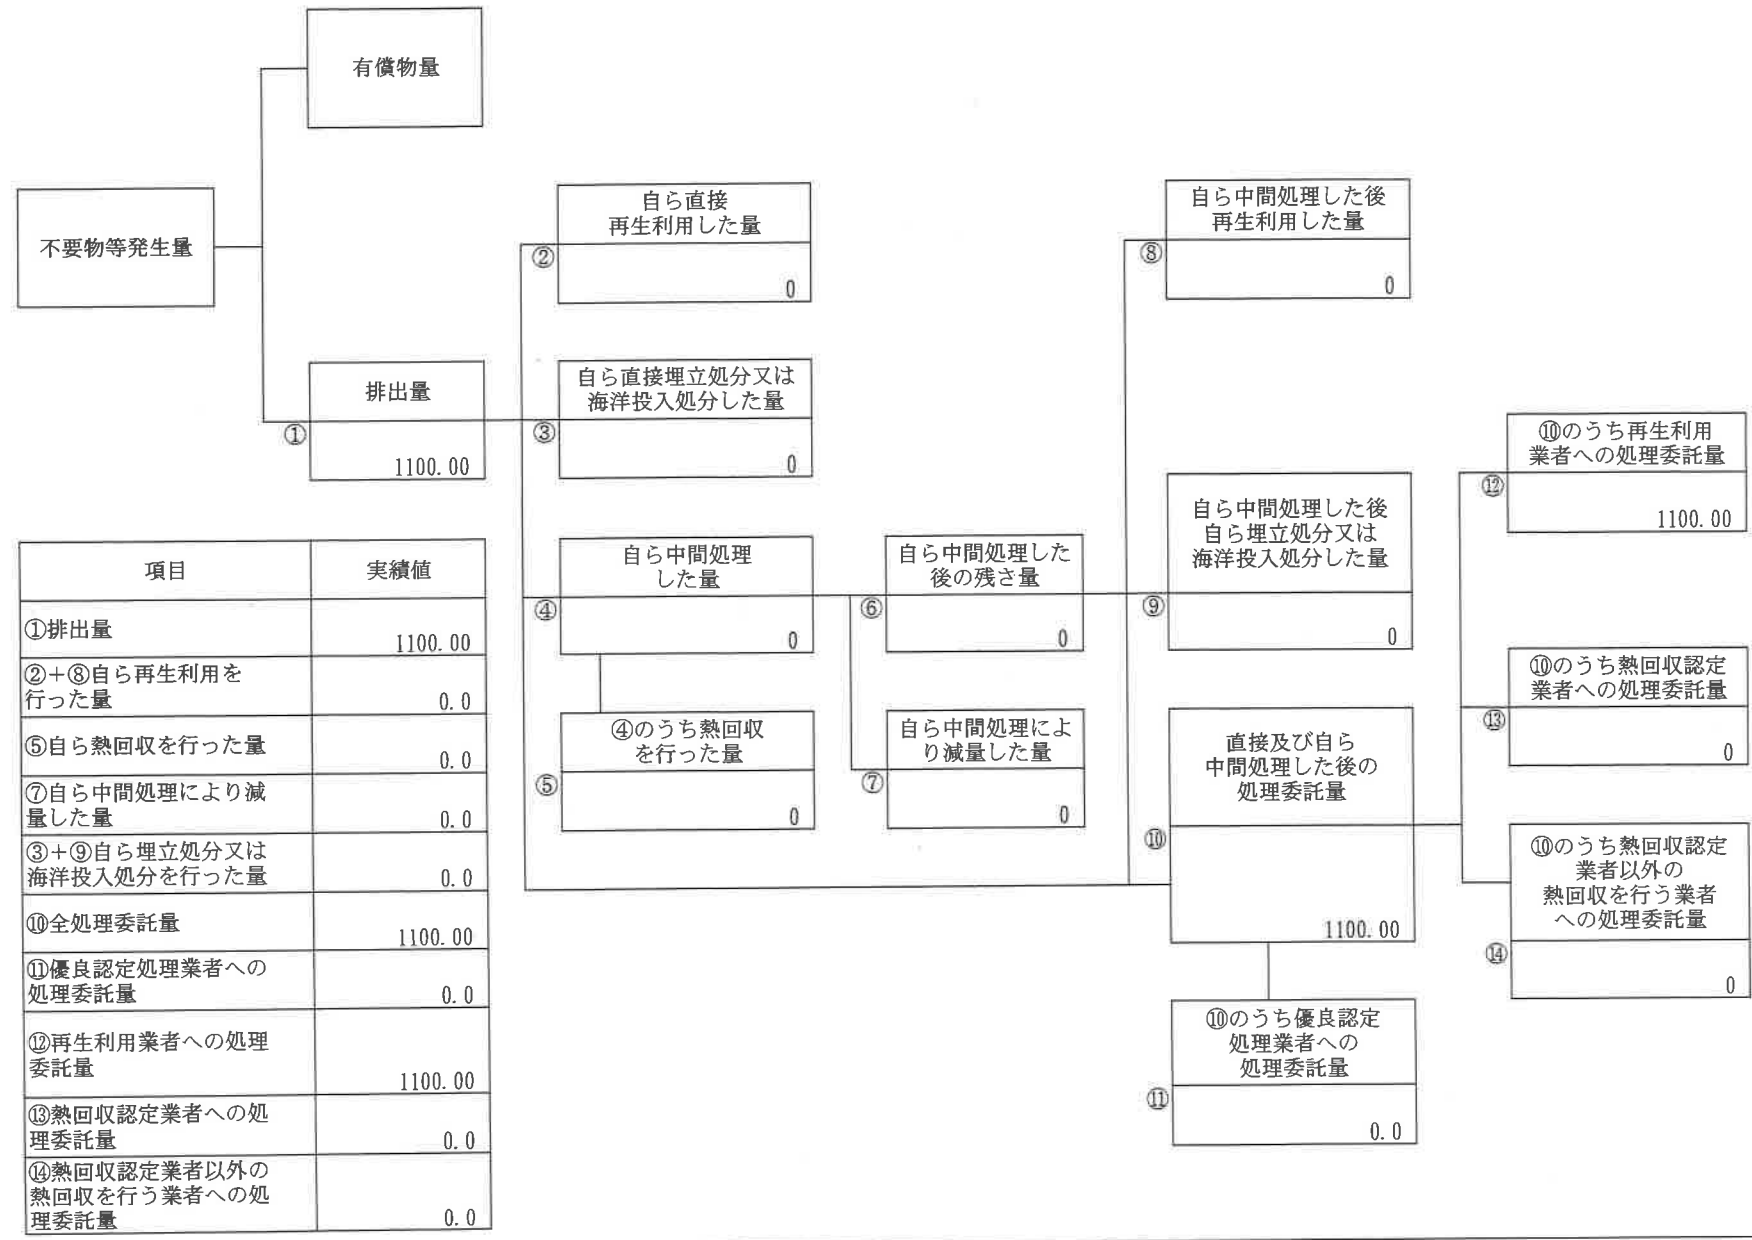 有償物量
不要物等発生量
排出量
①
1100.00
自ら直接
再生利用した量
②
0
自ら直接埋立処分又は
海洋投入処分した量
③
0
自ら中間処理
した量
④
0
④のうち熱回収
を行った量
⑤
0
自ら中間処理した
後の残さ量
⑥
0
自ら中間処理によ
り減量した量
⑦
0
自ら中間処理した後
再生利用した量
⑧
0
自ら中間処理した後
自ら埋立処分又は
海洋投入処分した量
⑨
0
直接及び自ら
中間処理した後の
処理委託量
⑩
1100.00
⑩のうち優良認定
処理業者への
処理委託量
⑪
0.0
⑩のうち再生利用
業者への処理委託量
⑫
1100.00
⑩のうち熱回収認定
業者への処理委託量
⑬
0
⑩のうち熱回収認定
業者以外の
熱回収を行う業者
への処理委託量
⑭
0
項目 実績値
①排出量 1100.00
②+⑧自ら再生利用を
行った量 0.0
⑤自ら熱回収を行った量 0.0
⑦自ら中間処理により減
量した量 0.0
③+⑨自ら埋立処分又は
海洋投入処分を行った量 0.0
⑩全処理委託量 1100.00
⑪優良認定処理業者への
処理委託量 0.0
⑫再生利用業者への処理
委託量 1100.00
⑬熱回収認定業者への処
理委託量 0.0
⑭熱回収認定業者以外の
熱回収を行う業者への処
理委託量 0.0